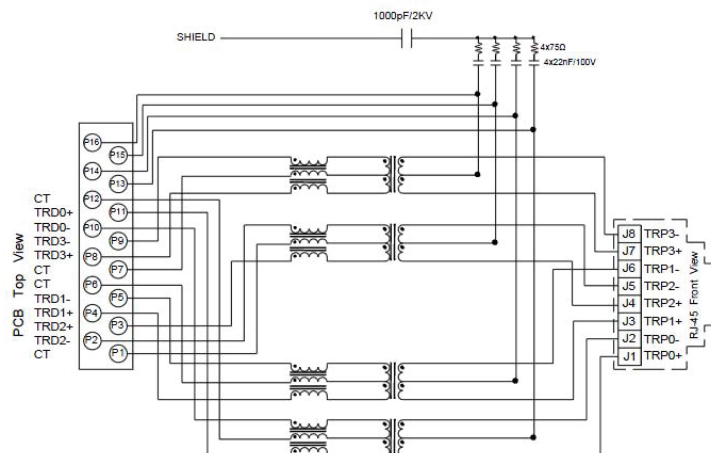 1000pF/2KV
SHIELD
4x75Ω
4x22nF/100V
P16
P15
P14
P13
CT P12
TRD0+ P11
TRD0- P10
TRD3- P9
TRD3+ P8
CT P7
CT P6
TRD1- P5
TRD1+ P4
TRD2+ P3
TRD2- P2
CT P1
PCB Top View
J8 TRP3-
J7 TRP3+
J6 TRP1-
J5 TRP2-
J4 TRP2+
J3 TRP1+
J2 TRP0-
J1 TRP0+
RJ-45 Front View